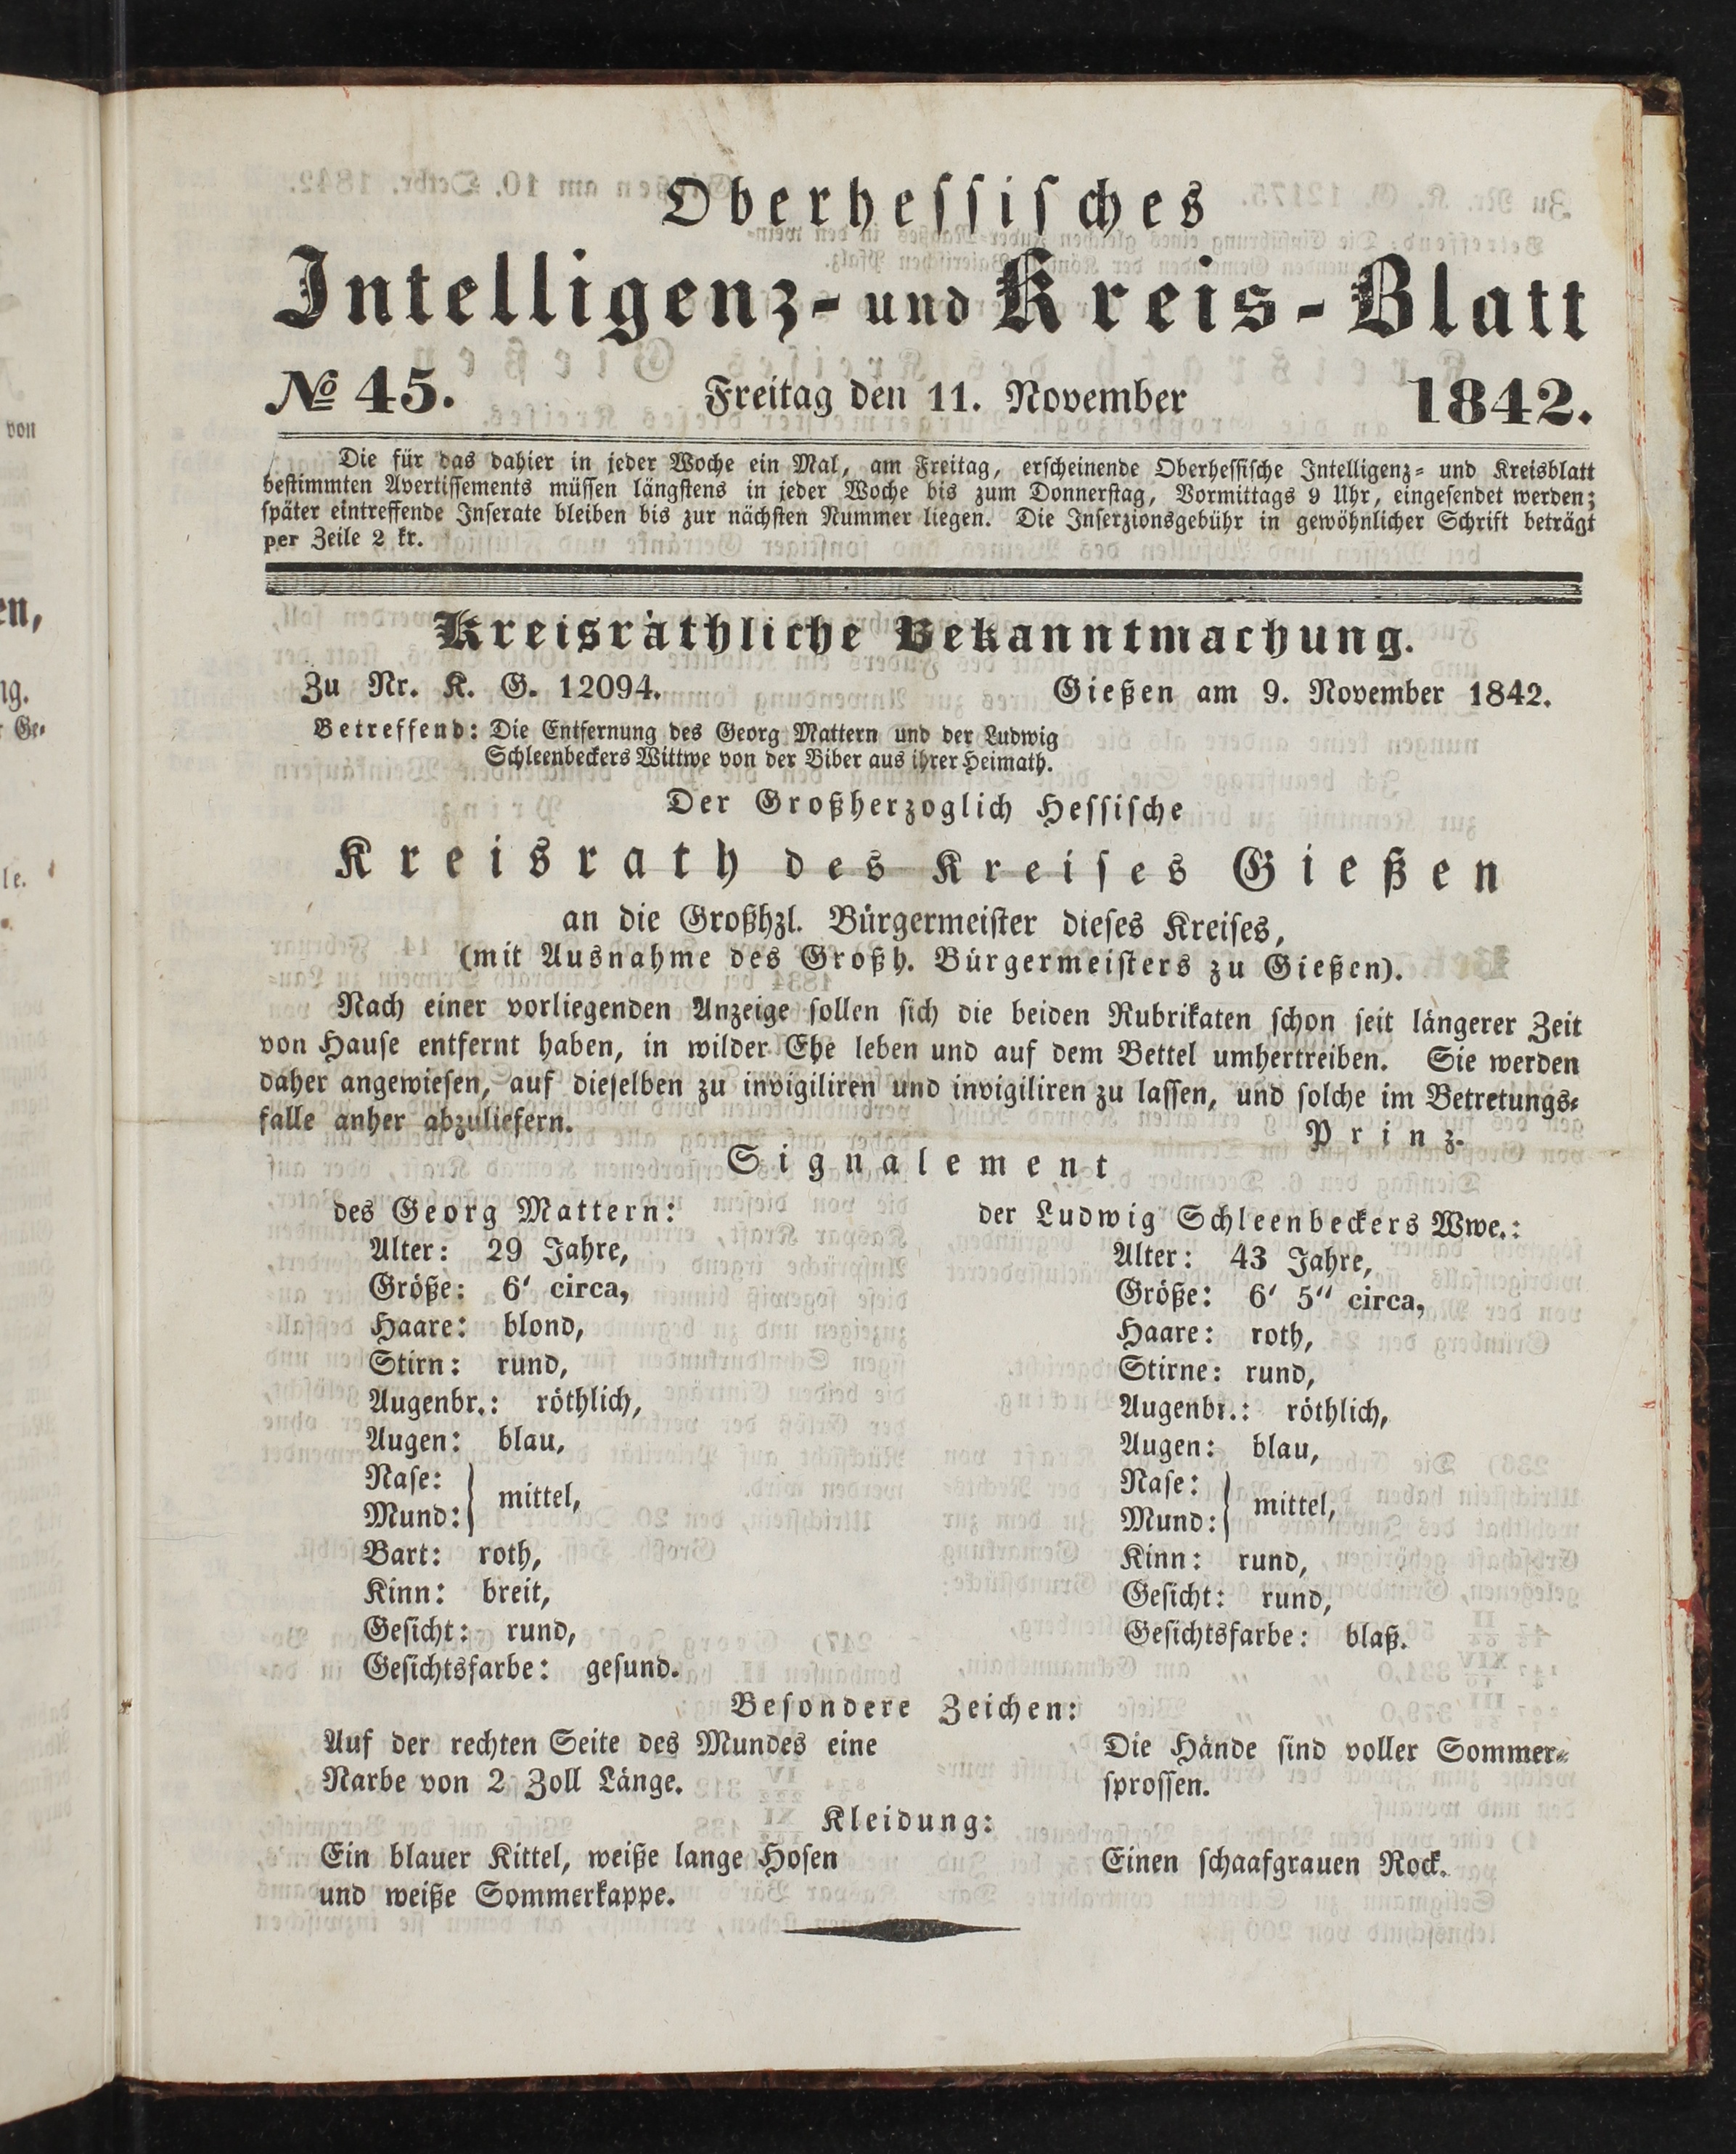 Oberhessisches
Intelligenz- und Kreis-Blatt
№ 45. Freitag den 11. November 1842.
Die für das dahier in jeder Woche ein Mal, am Freitag, erscheinende Oberhessische Intelligenz- und Kreisblatt
bestimmten Avertissements müssen längstens in jeder Woche bis zum Donnerstag, Vormittags 9 Uhr, eingesendet werden;
später eintreffende Inserate bleiben bis zur nächsten Nummer liegen. Die Inserzionsgebühr in gewöhnlicher Schrift beträgt
per Zeile 2 kr.
Kreisräthliche Bekanntmachung.
Zu Nr. K. G. 12094. Gießen am 9. November 1842.
Betreffend: Die Entfernung des Georg Mattern und der Ludwig
Schleenbeckers Wittwe von der Biber aus ihrer Heimath.
Der Großherzoglich Hessische
Kreisrath des Kreises Gießen
an die Großhzl. Bürgermeister dieses Kreises,
(mit Ausnahme des Großh. Bürgermeisters zu Gießen).
Nach einer vorliegenden Anzeige sollen sich die beiden Rubrikaten schon seit längerer Zeit
von Hause entfernt haben, in wilder Ehe leben und auf dem Bettel umhertreiben. Sie werden
daher angewiesen, auf dieselben zu invigiliren und invigiliren zu lassen, und solche im Betretungs-
falle anher abzuliefern.
Prinz.
Signalement
des Georg Mattern:
Alter: 29 Jahre,
Größe: 6' circa,
Haare: blond,
Stirn: rund,
Augenbr.: röthlich,
Augen: blau,
Nase:
Mund: } mittel,
Bart: roth,
Kinn: breit,
Gesicht: rund,
Gesichtsfarbe: gesund.
der Ludwig Schleenbeckers Wwe.:
Alter: 43 Jahre,
Größe: 6' 5" circa,
Haare: roth,
Stirne: rund,
Augenbr.: röthlich,
Augen: blau,
Nase:
Mund: } mittel,
Kinn: rund,
Gesicht: rund,
Gesichtsfarbe: blaß.
Besondere Zeichen:
Auf der rechten Seite des Mundes eine
Narbe von 2 Zoll Länge.
Die Hände sind voller Sommer-
sprossen.
Kleidung:
Ein blauer Kittel, weiße lange Hosen
und weiße Sommerkappe.
Einen schaafgrauen Rock.